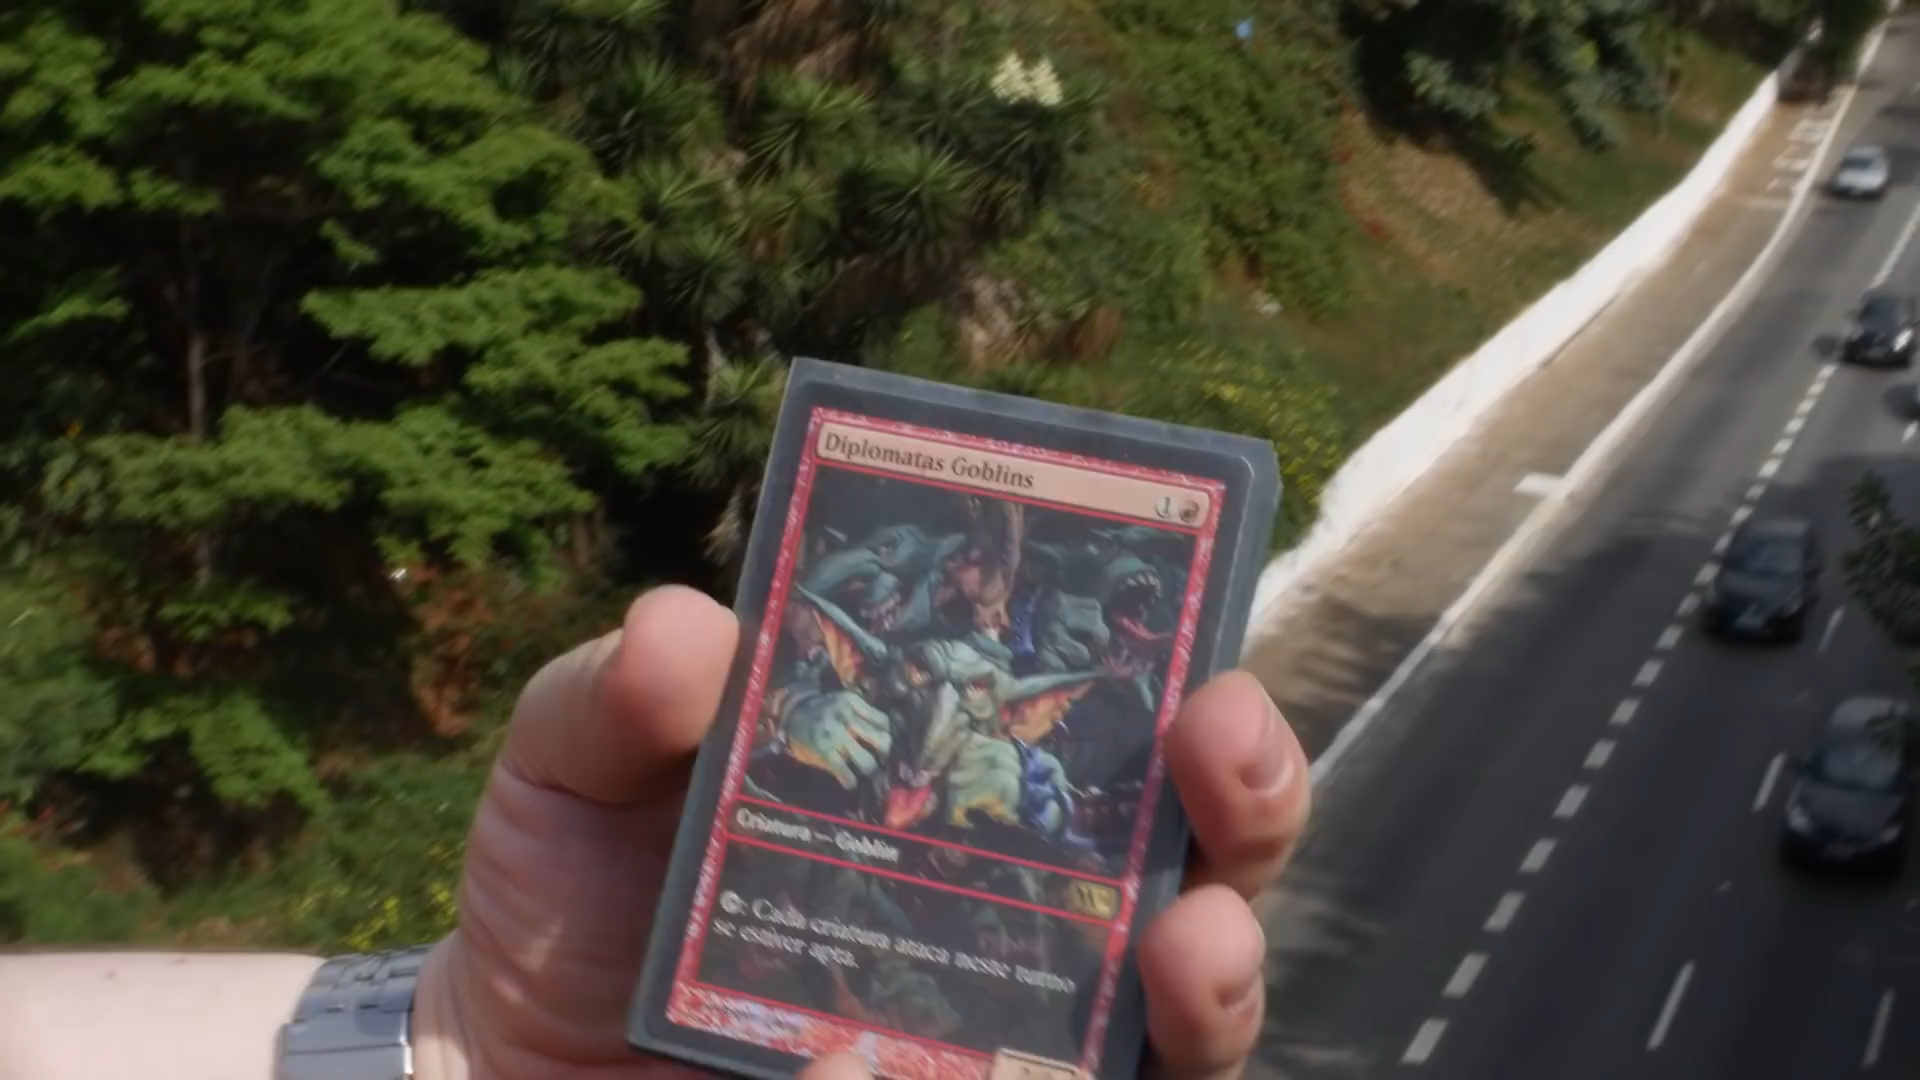 Diplomatas Goblins
1
Criatura — Goblin
: Cada criatura ataca neste turno
se estiver apta.